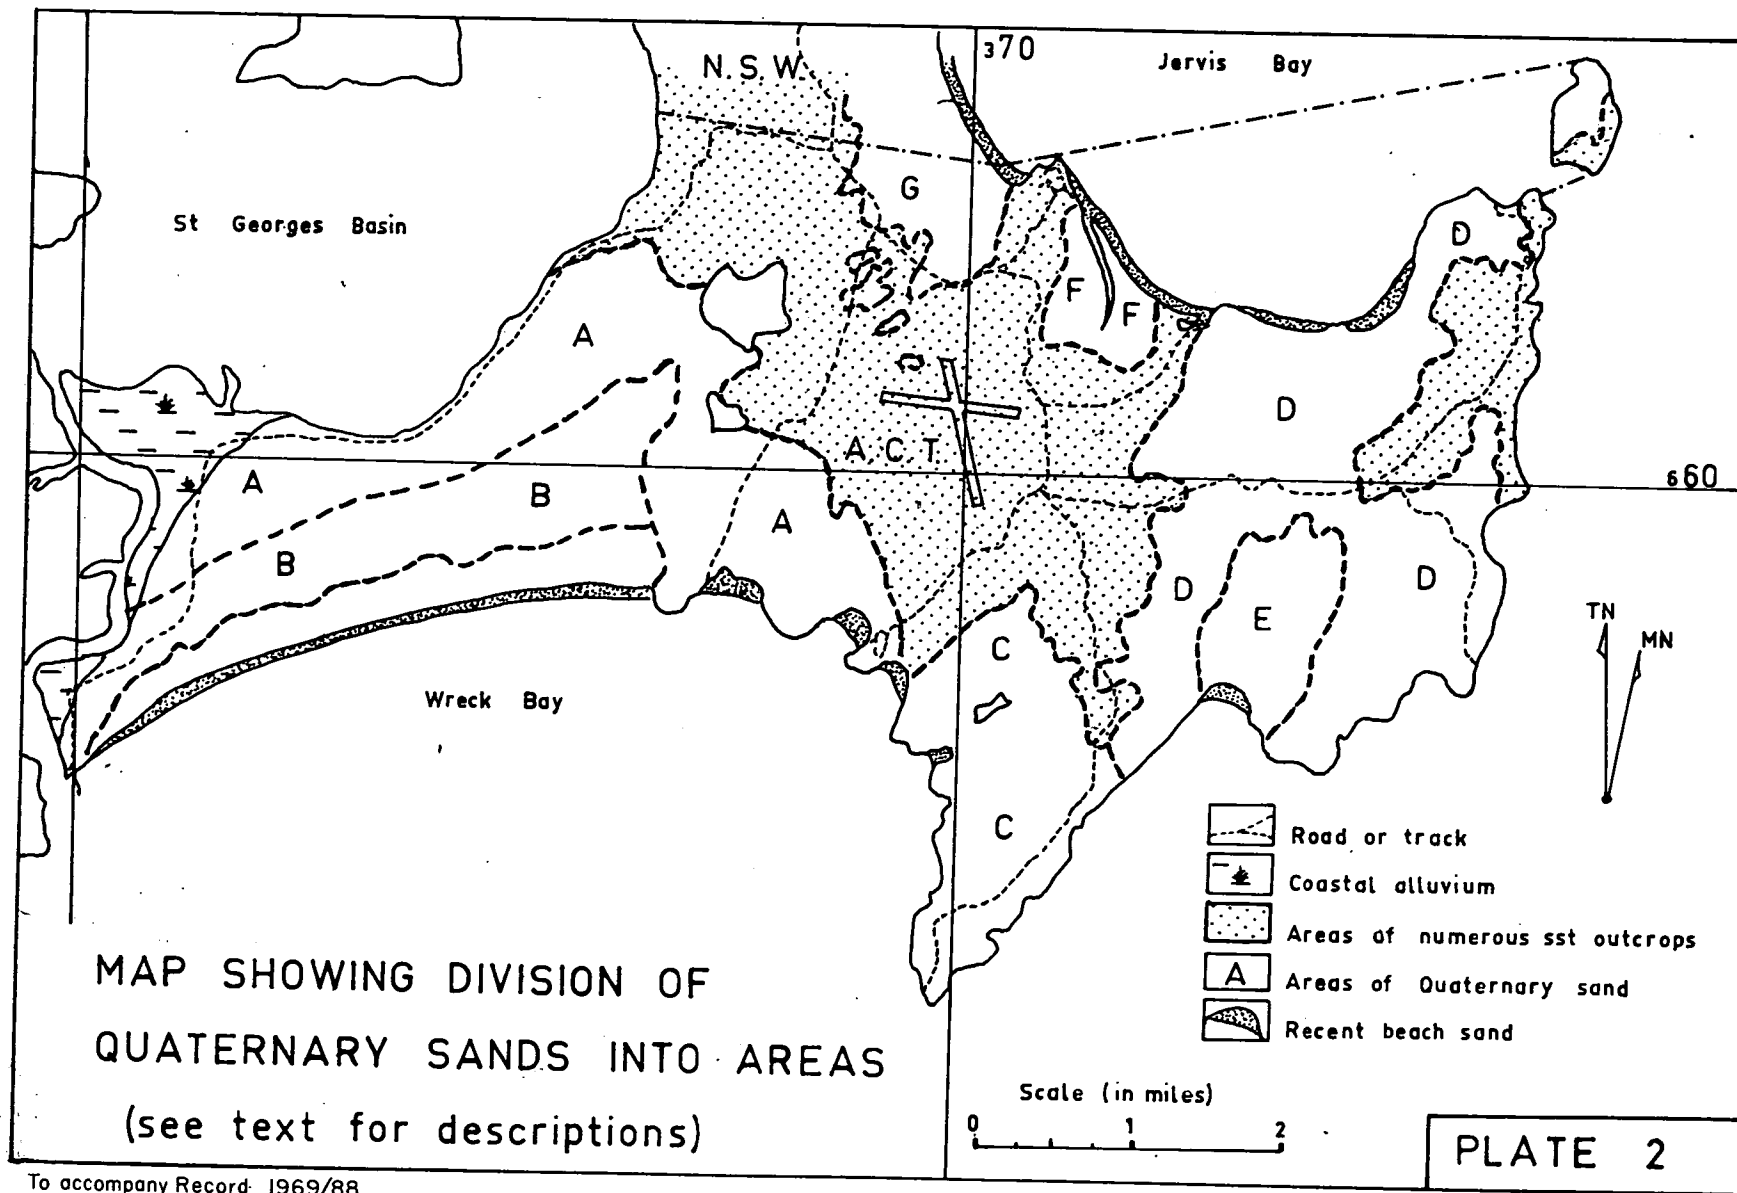 N.S.W.
370
Jervis Bay
G
St Georges Basin
D
F
F
A
D
A.C.T.
660
A
B
A
B
D
D
E
C
TN
MN
Wreck Bay
C
Road or track
Coastal alluvium
Areas of numerous sst outcrops
A
Areas of Quaternary sand
Recent beach sand
MAP SHOWING DIVISION OF
QUATERNARY SANDS INTO AREAS
(see text for descriptions)
Scale (in miles)
0 1 2
PLATE 2
To accompany Record 1969/88